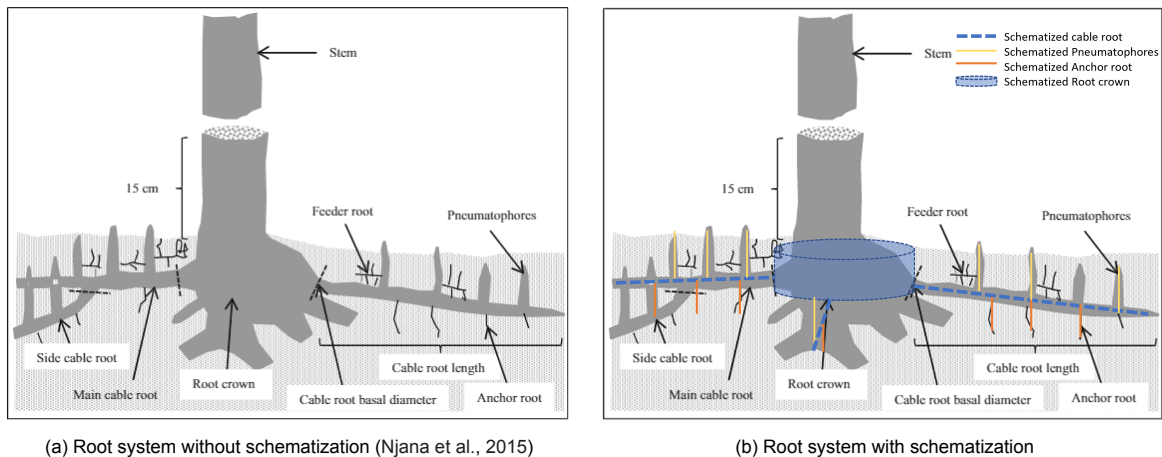 Stem
15 cm
Feeder root
Pneumatophores
Side cable root
Main cable root
Root crown
Cable root length
Cable root basal diameter
Anchor root
(a) Root system without schematization (Njana et al., 2015)
Schematized cable root
Schematized Pneumatophores
Schematized Anchor root
Schematized Root crown
Stem
15 cm
Feeder root
Pneumatophores
Side cable root
Main cable root
Root crown
Cable root length
Cable root basal diameter
Anchor root
(b) Root system with schematization